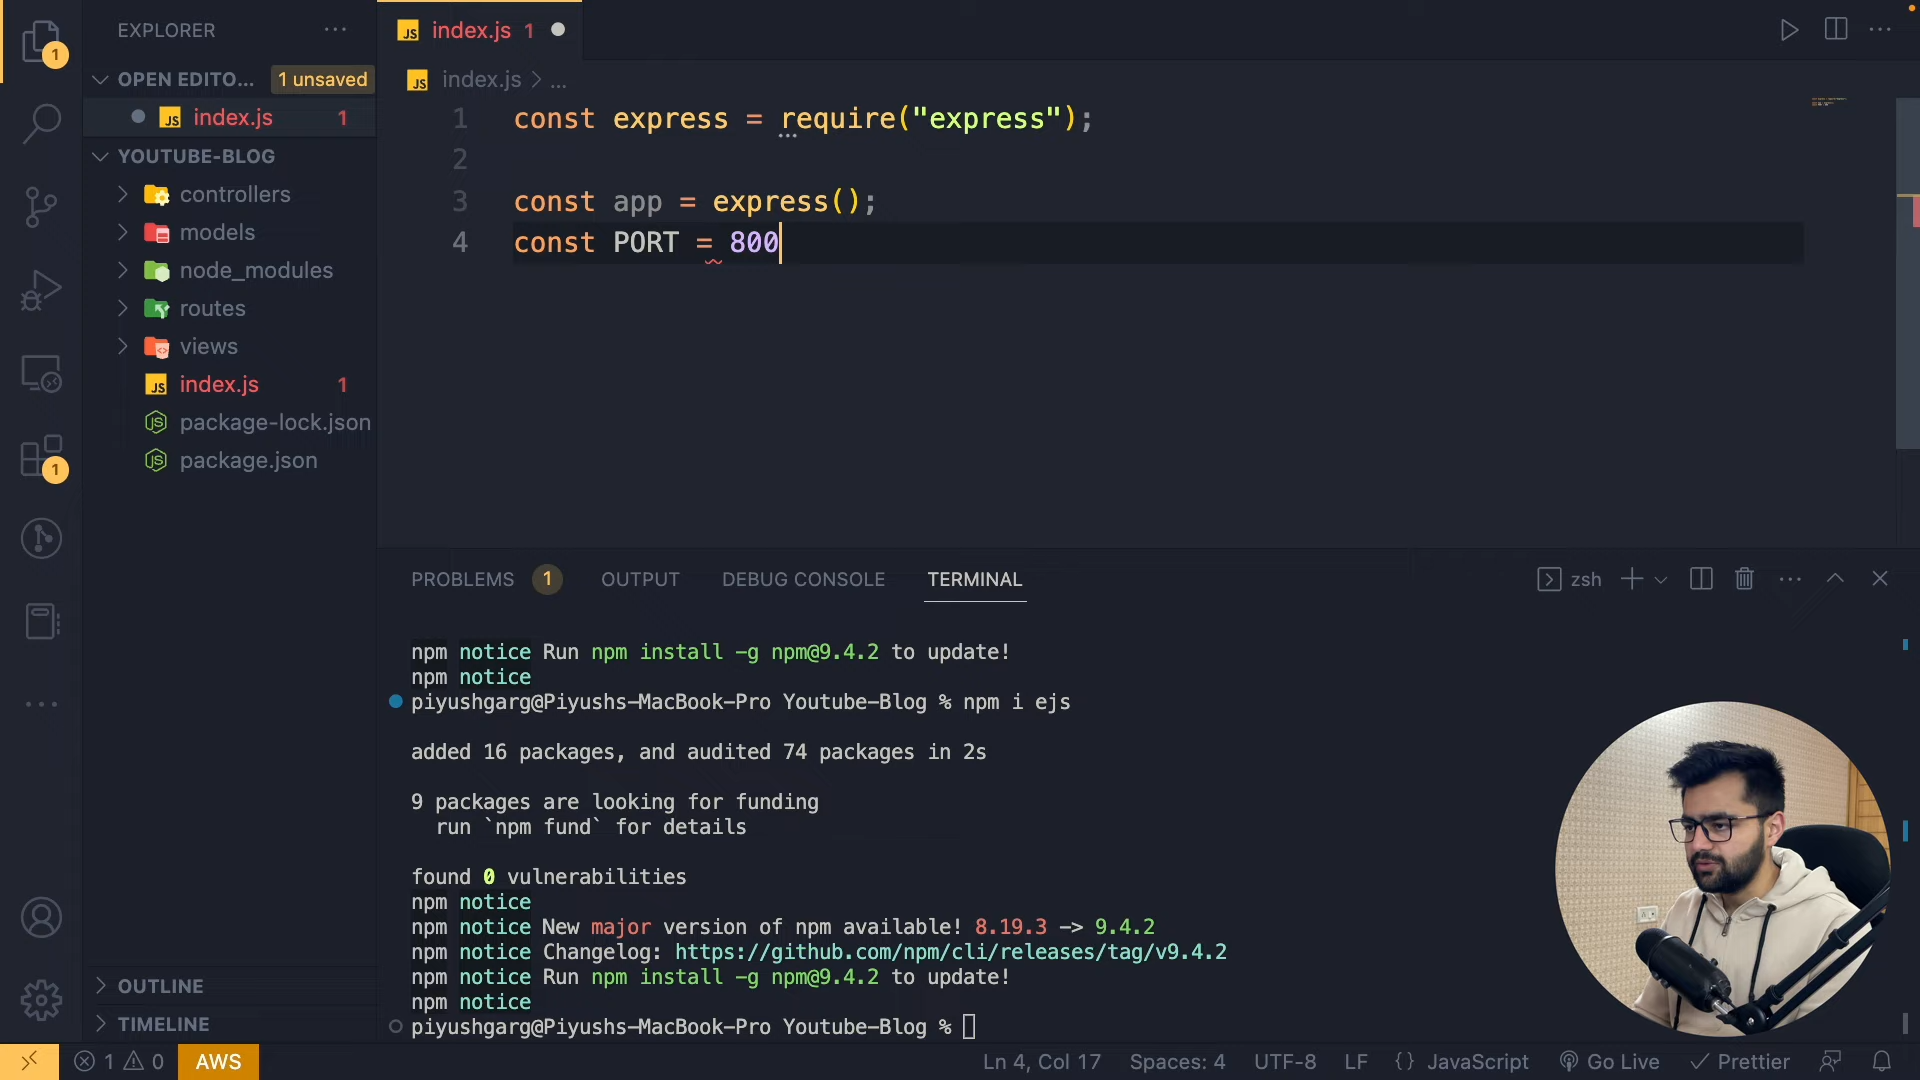 EXPLORER
OPEN EDITO... 1 unsaved
index.js 1
YOUTUBE-BLOG
controllers
models
node_modules
routes
views
index.js 1
package-lock.json
package.json
OUTLINE
TIMELINE
1
1
index.js 1
index.js > ...
1 const express = require("express");
2
3 const app = express();
4 const PORT = 800
PROBLEMS 1 OUTPUT DEBUG CONSOLE TERMINAL zsh
npm notice Run npm install -g npm@9.4.2 to update!
npm notice
piyushgarg@Piyushs-MacBook-Pro Youtube-Blog % npm i ejs
added 16 packages, and audited 74 packages in 2s
9 packages are looking for funding
run `npm fund` for details
found 0 vulnerabilities
npm notice
npm notice New major version of npm available! 8.19.3 -> 9.4.2
npm notice Changelog: https://github.com/npm/cli/releases/tag/v9.4.2
npm notice Run npm install -g npm@9.4.2 to update!
npm notice
piyushgarg@Piyushs-MacBook-Pro Youtube-Blog %
1 0 AWS Ln 4, Col 17 Spaces: 4 UTF-8 LF {} JavaScript Go Live Prettier